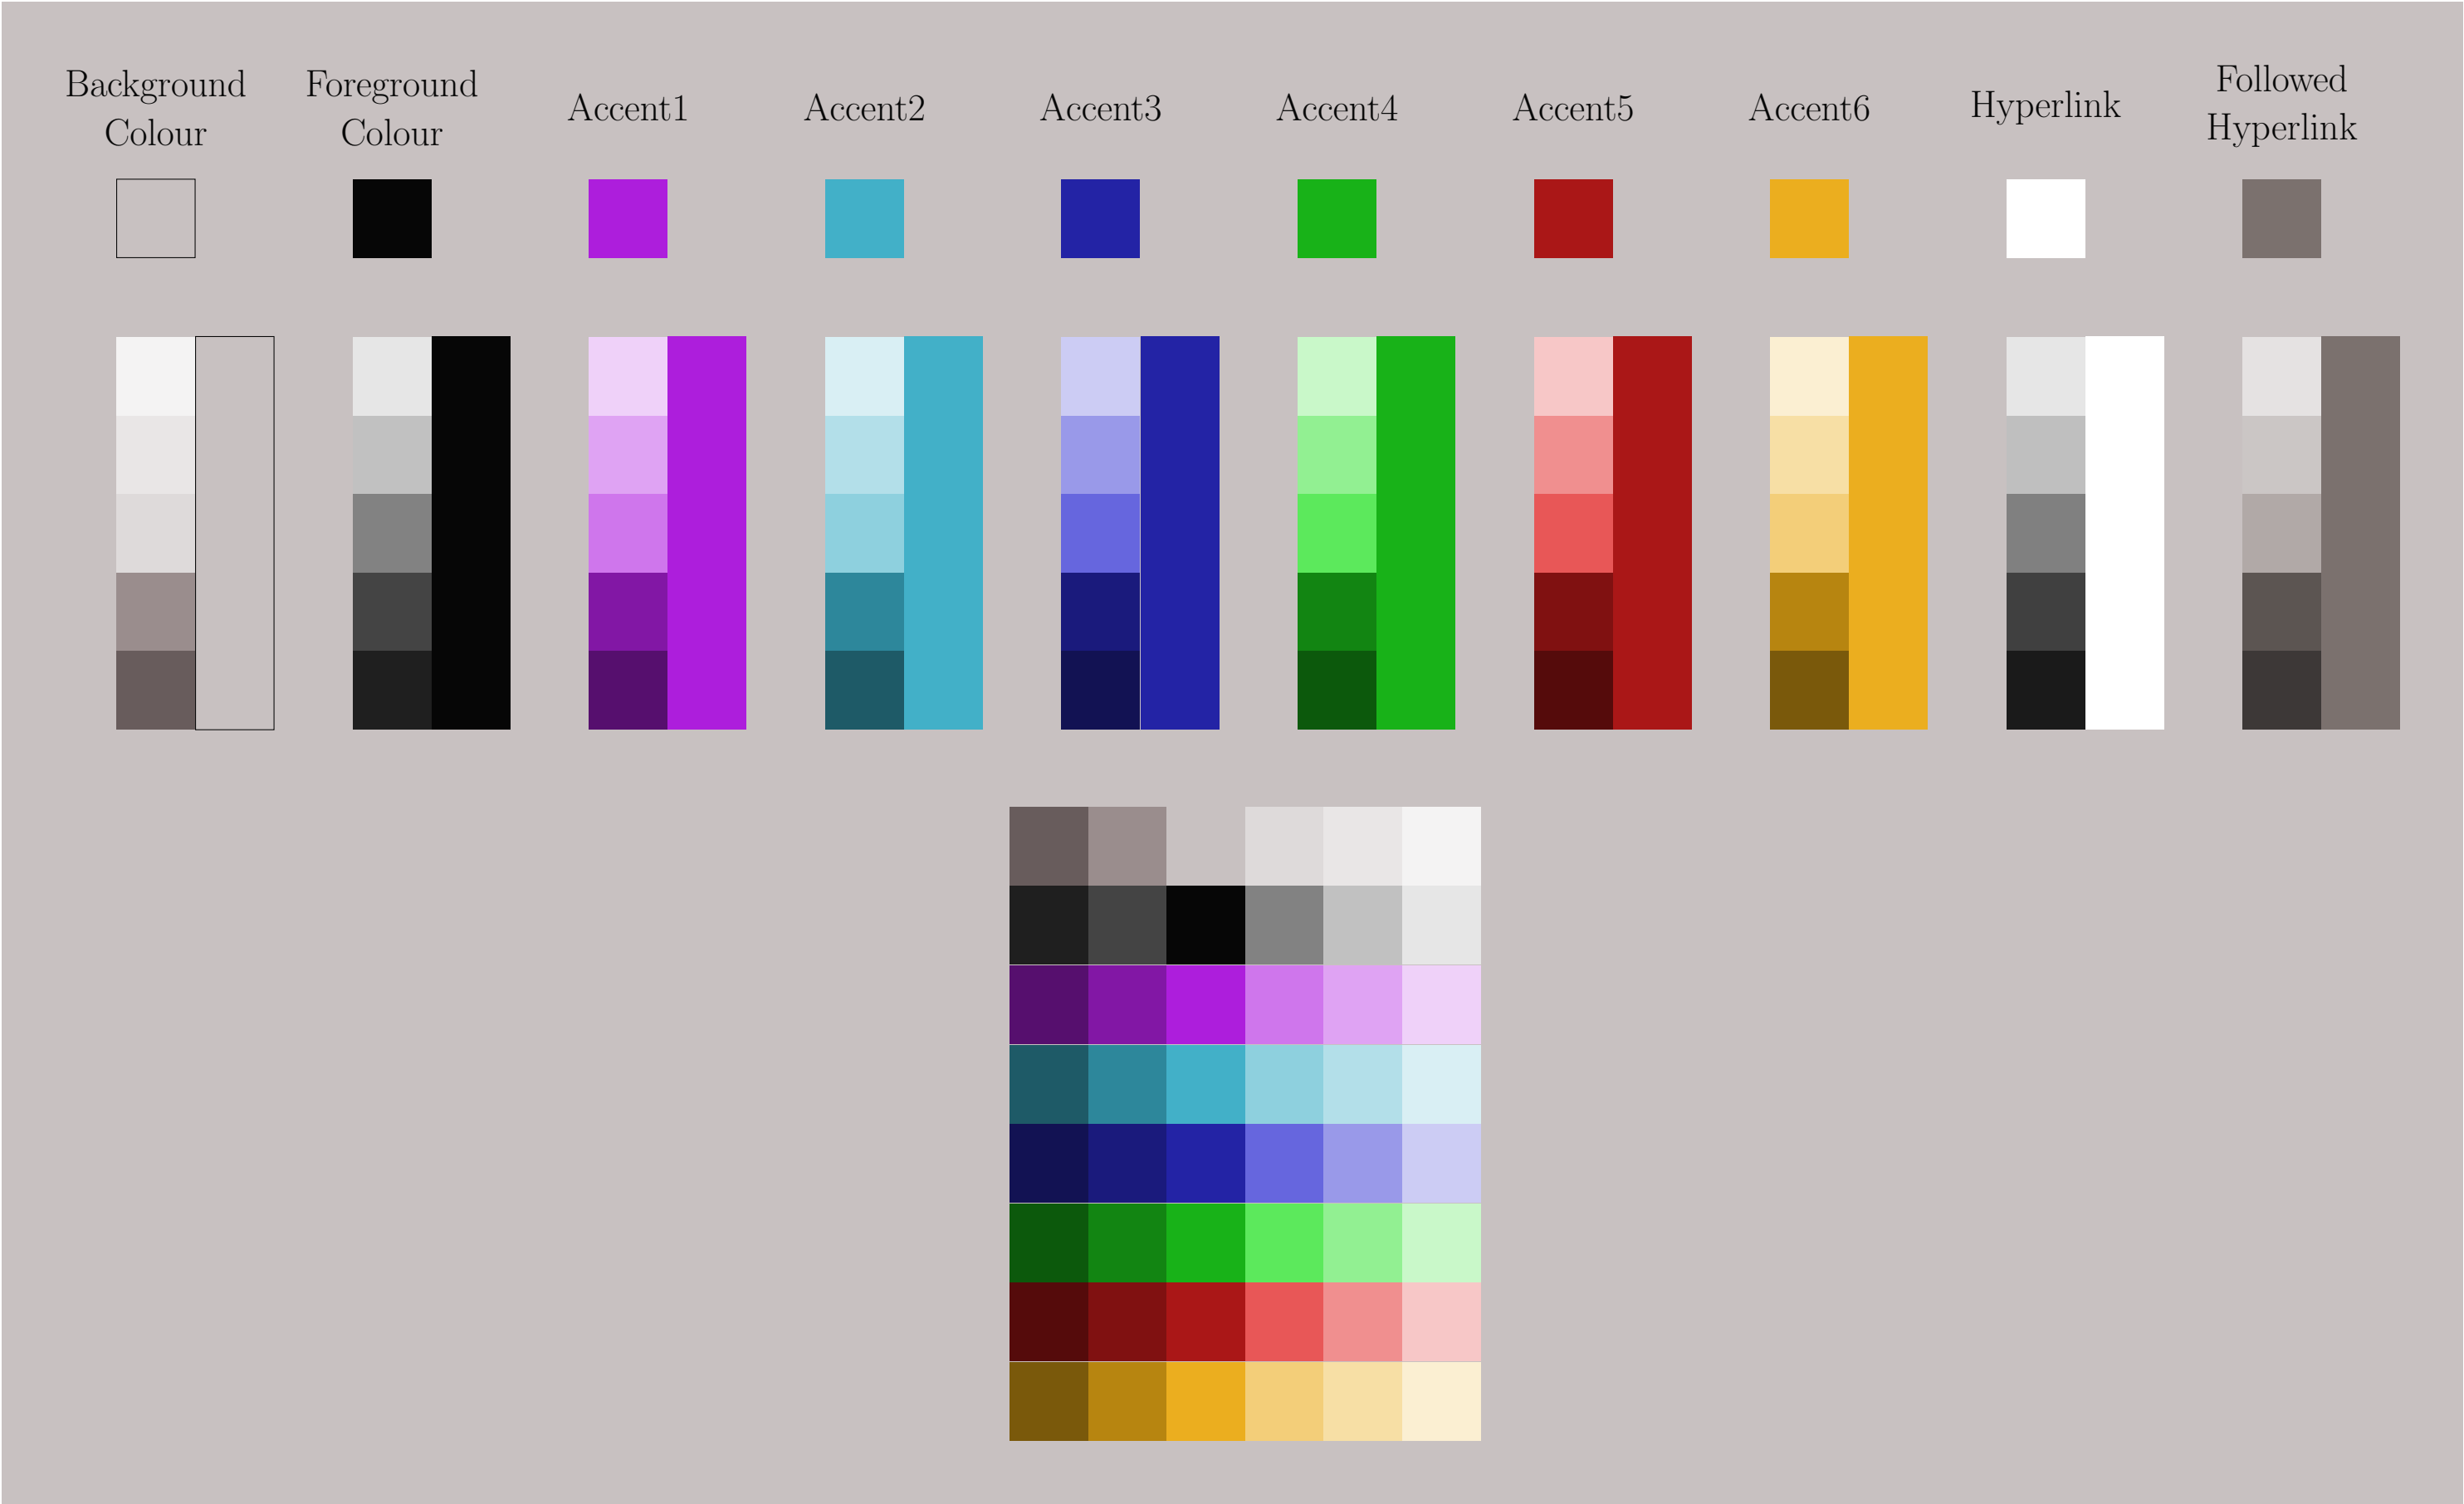 Background
Colour
Foreground
Colour
Accent1
Accent2
Accent3
Accent4
Accent5
Accent6
Hyperlink
Followed
Hyperlink